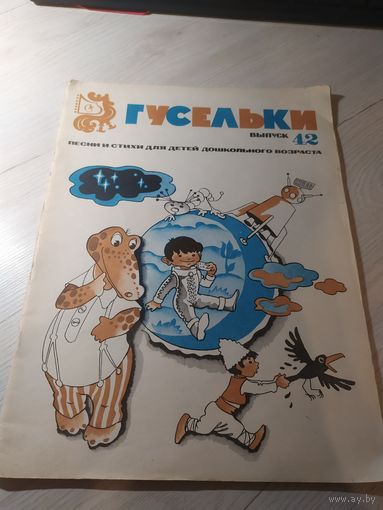 ГУСЕЛЬКИ
ВЫПУСК 42
ПЕСНИ И СТИХИ ДЛЯ ДЕТЕЙ ДОШКОЛЬНОГО ВОЗРАСТА
www.ay.by